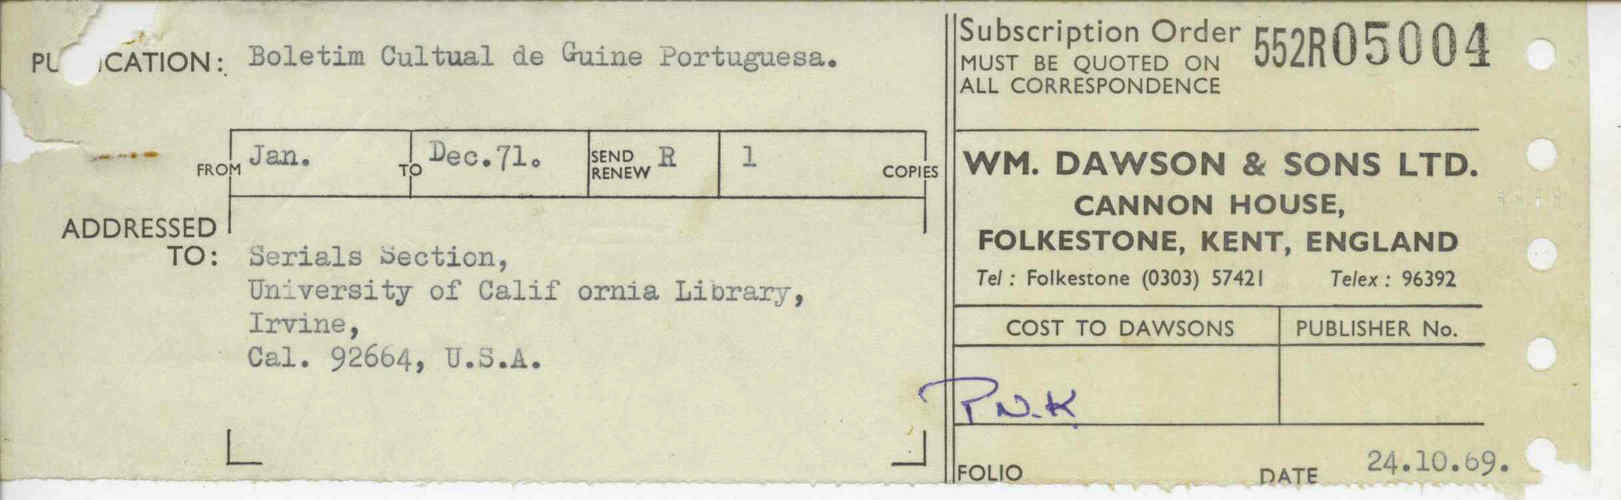 PUBLICATION: Boletim Cultual de Guine Portuguesa.
FROM Jan. TO Dec.71. SEND RENEW R 1 COPIES
ADDRESSED TO:
Serials Section,
University of Calif ornia Library,
Irvine,
Cal. 92664, U.S.A.
Subscription Order 552R05004
MUST BE QUOTED ON
ALL CORRESPONDENCE
WM. DAWSON & SONS LTD.
CANNON HOUSE,
FOLKESTONE, KENT, ENGLAND
Tel : Folkestone (0303) 57421 Telex : 96392
COST TO DAWSONS PUBLISHER No.
P.N.K
FOLIO DATE 24.10.69.